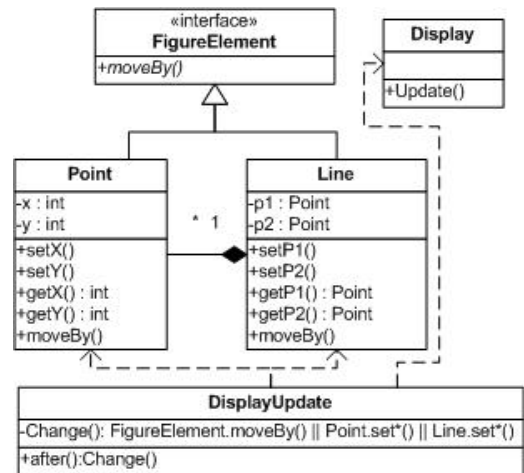 «interface»
FigureElement
+moveBy()
Display
+Update()
Point
-x : int
-y : int
+setX()
+setY()
+getX() : int
+getY() : int
+moveBy()
* 1
Line
-p1 : Point
-p2 : Point
+setP1()
+setP2()
+getP1() : Point
+getP2() : Point
+moveBy()
DisplayUpdate
-Change(): FigureElement.moveBy() || Point.set*() || Line.set*()
+after():Change()